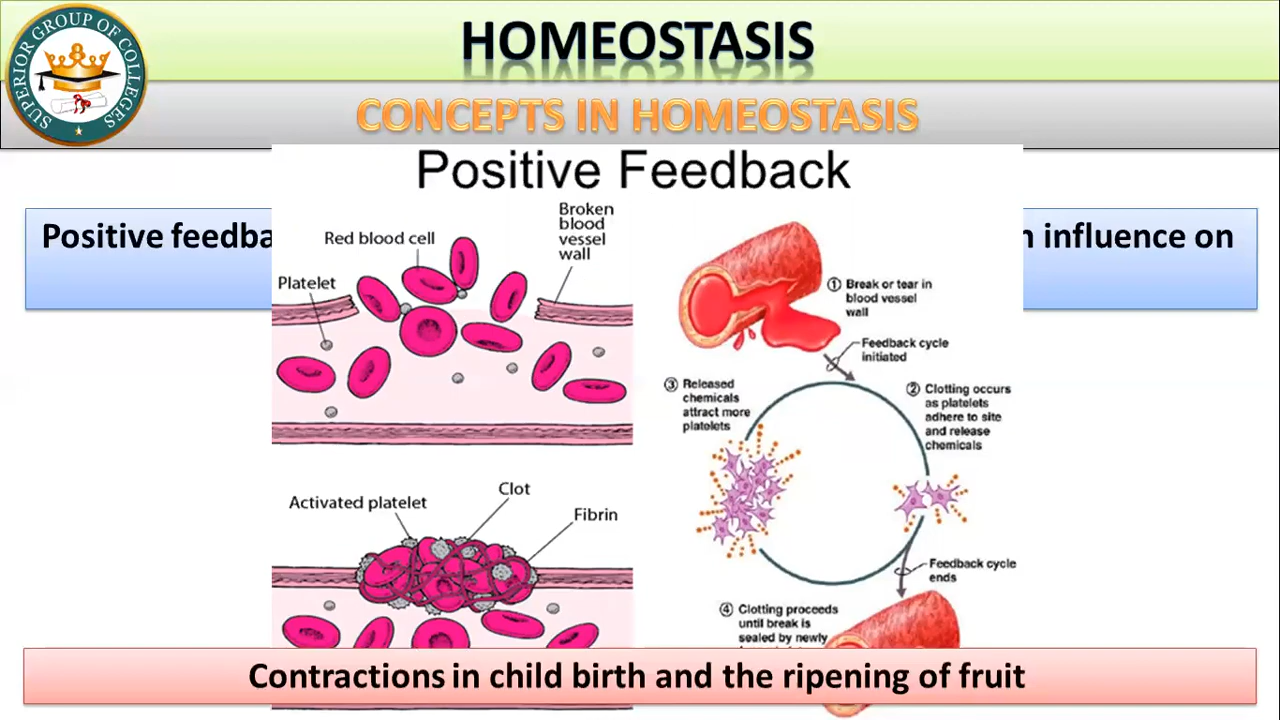 HOMEOSTASIS
SUPERIOR GROUP OF COLLEGES
CONCEPTS IN HOMEOSTASIS
Positive Feedback
Positive feedba
n influence on
Red blood cell
Broken
blood
vessel
wall
Platelet
① Break or tear in
blood vessel
wall
Feedback cycle
initiated
③ Released
chemicals
attract more
platelets
② Clotting occurs
as platelets
adhere to site
and release
chemicals
Activated platelet
Clot
Fibrin
Feedback cycle
ends
④ Clotting proceeds
until break is
sealed by newly
Contractions in child birth and the ripening of fruit